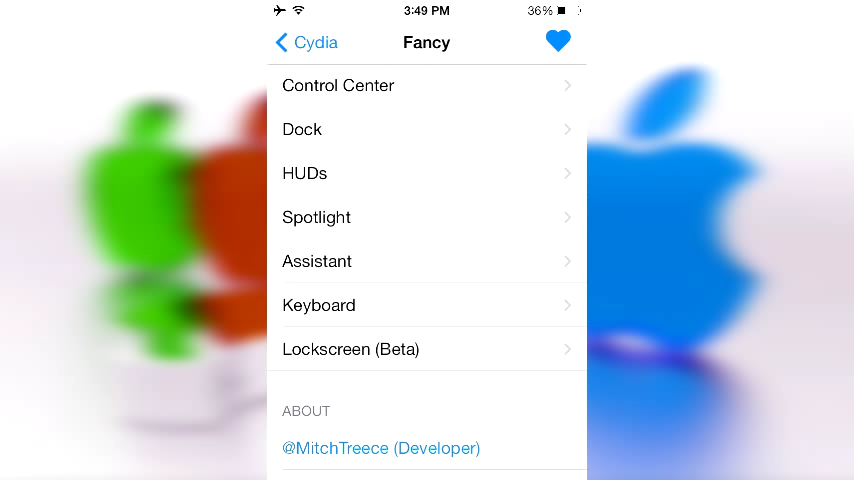 3:49 PM
36%
Cydia
Fancy
Control Center
Dock
HUDs
Spotlight
Assistant
Keyboard
Lockscreen (Beta)
ABOUT
@MitchTreece (Developer)